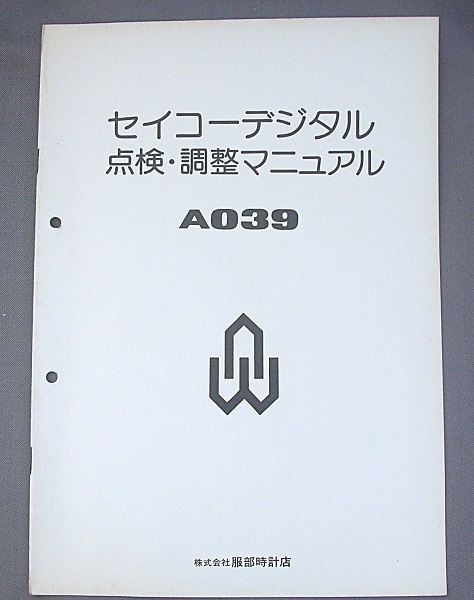 セイコーデジタル
点検・調整マニュアル
A039
株式会社 服部時計店